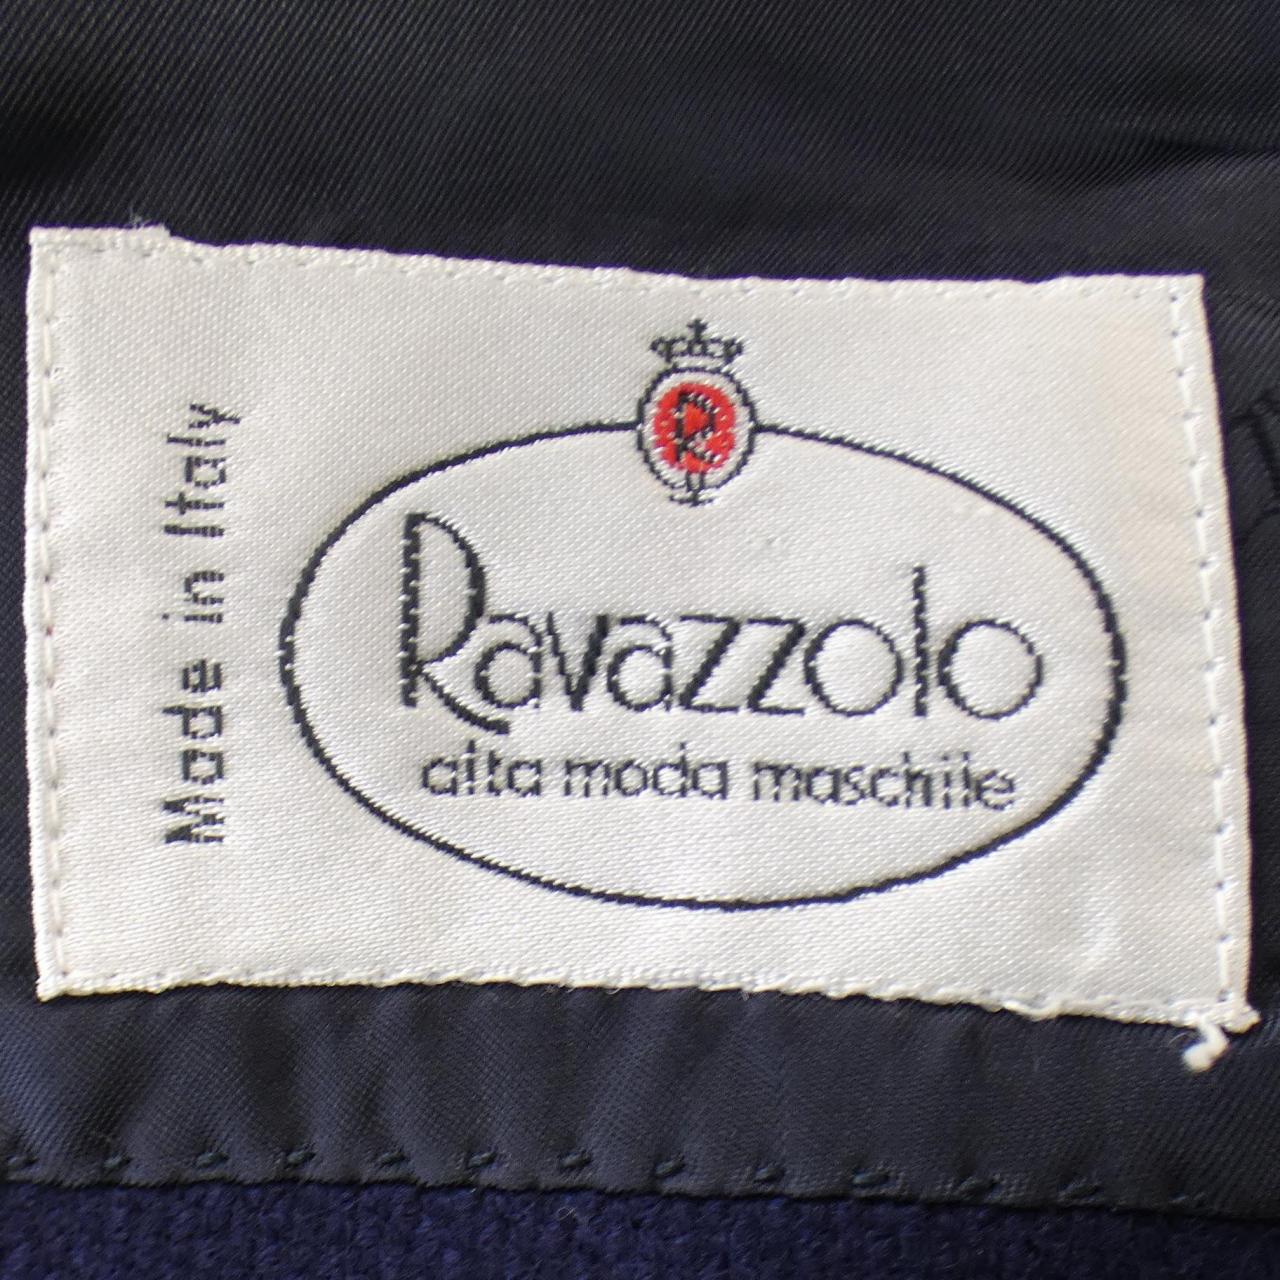 Made in Italy
R
Ravazzolo
alta moda maschile